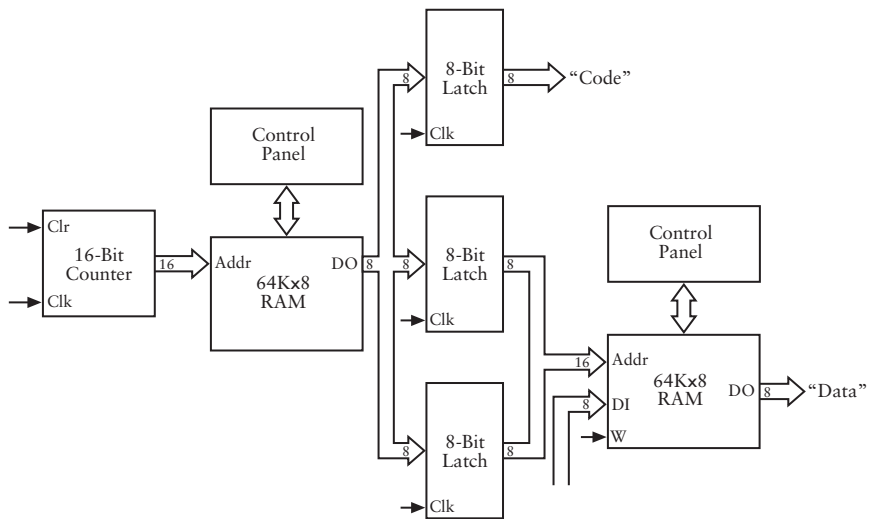 8-Bit
Latch
8
8
"Code"
Clk
Control
Panel
Clr
16-Bit
Counter
Clk
16
Addr
DO
8
64Kx8
RAM
8
8-Bit
Latch
8
Clk
Control
Panel
8
8-Bit
Latch
8
Clk
16
Addr
64Kx8
RAM
8
DI
W
DO
8
"Data"